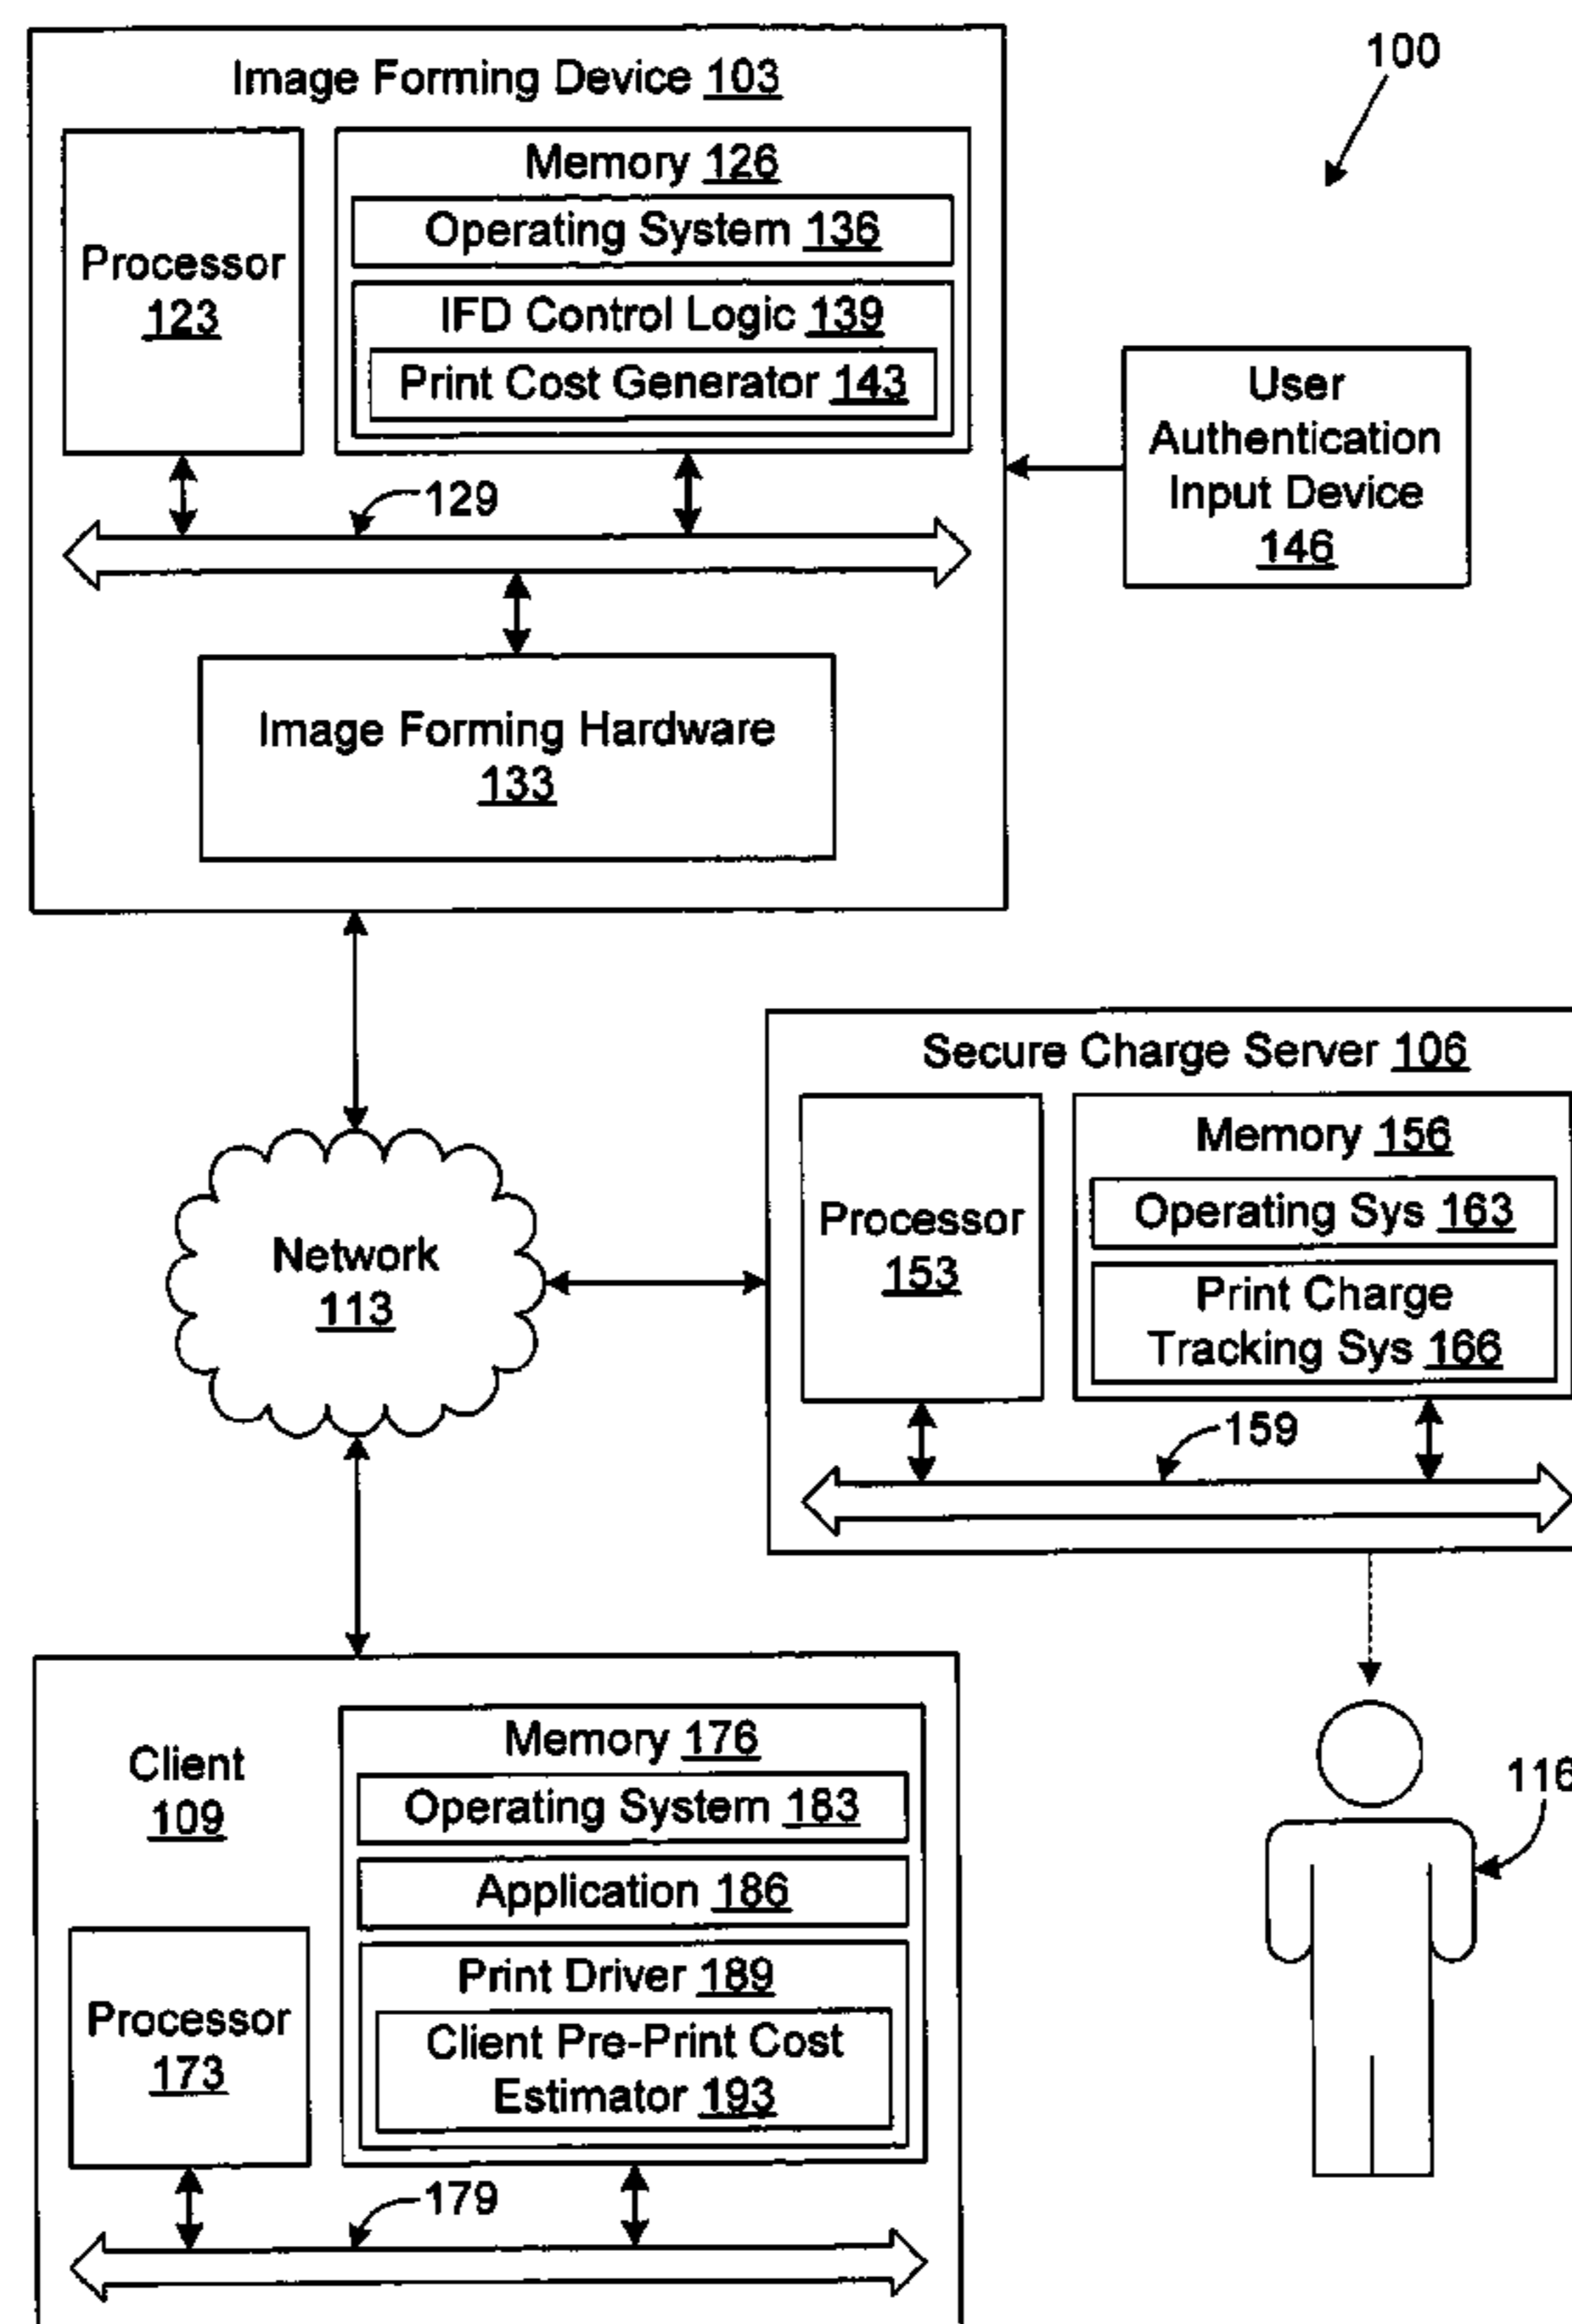 100
Image Forming Device 103
Processor
123
Memory 126
Operating System 136
IFD Control Logic 139
Print Cost Generator 143
129
Image Forming Hardware
133
User
Authentication
Input Device
146
Network
113
Secure Charge Server 106
Processor
153
Memory 156
Operating Sys 163
Print Charge
Tracking Sys 166
159
116
Client
109
Processor
173
Memory 176
Operating System 183
Application 186
Print Driver 189
Client Pre-Print Cost
Estimator 193
179